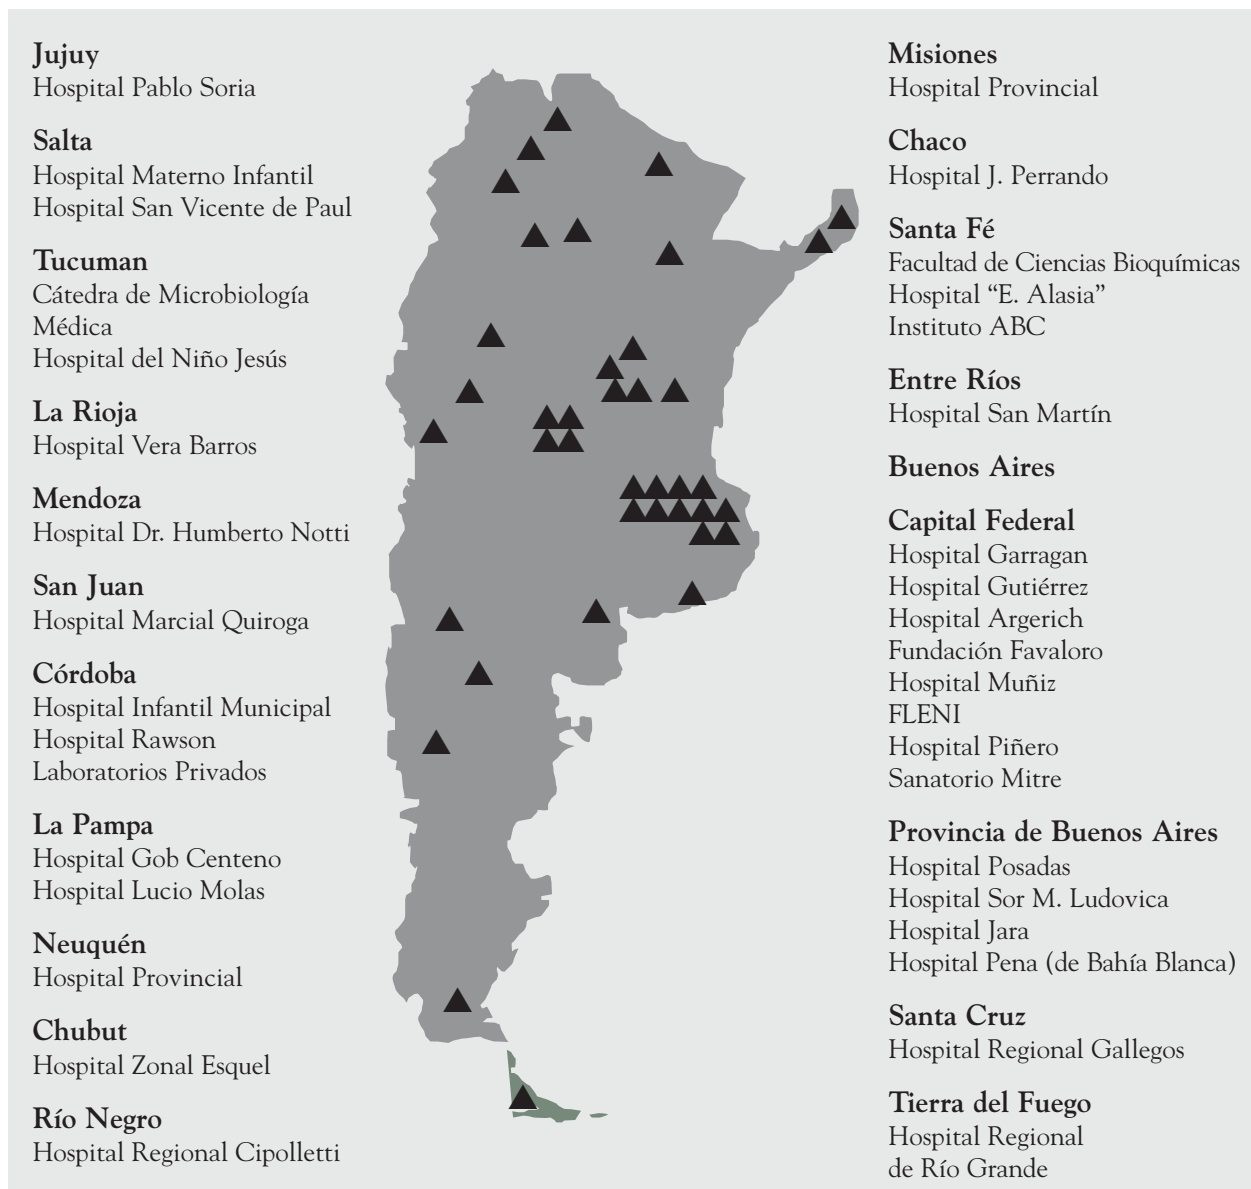 Jujuy
Hospital Pablo Soria
Salta
Hospital Materno Infantil
Hospital San Vicente de Paul
Tucuman
Cátedra de Microbiología
Médica
Hospital del Niño Jesús
La Rioja
Hospital Vera Barros
Mendoza
Hospital Dr. Humberto Notti
San Juan
Hospital Marcial Quiroga
Córdoba
Hospital Infantil Municipal
Hospital Rawson
Laboratorios Privados
La Pampa
Hospital Gob Centeno
Hospital Lucio Molas
Neuquén
Hospital Provincial
Chubut
Hospital Zonal Esquel
Río Negro
Hospital Regional Cipolletti
Misiones
Hospital Provincial
Chaco
Hospital J. Perrando
Santa Fé
Facultad de Ciencias Bioquímicas
Hospital “E. Alasia”
Instituto ABC
Entre Ríos
Hospital San Martín
Buenos Aires
Capital Federal
Hospital Garragan
Hospital Gutiérrez
Hospital Argerich
Fundación Favaloro
Hospital Muñiz
FLENI
Hospital Piñero
Sanatorio Mitre
Provincia de Buenos Aires
Hospital Posadas
Hospital Sor M. Ludovica
Hospital Jara
Hospital Pena (de Bahía Blanca)
Santa Cruz
Hospital Regional Gallegos
Tierra del Fuego
Hospital Regional
de Río Grande